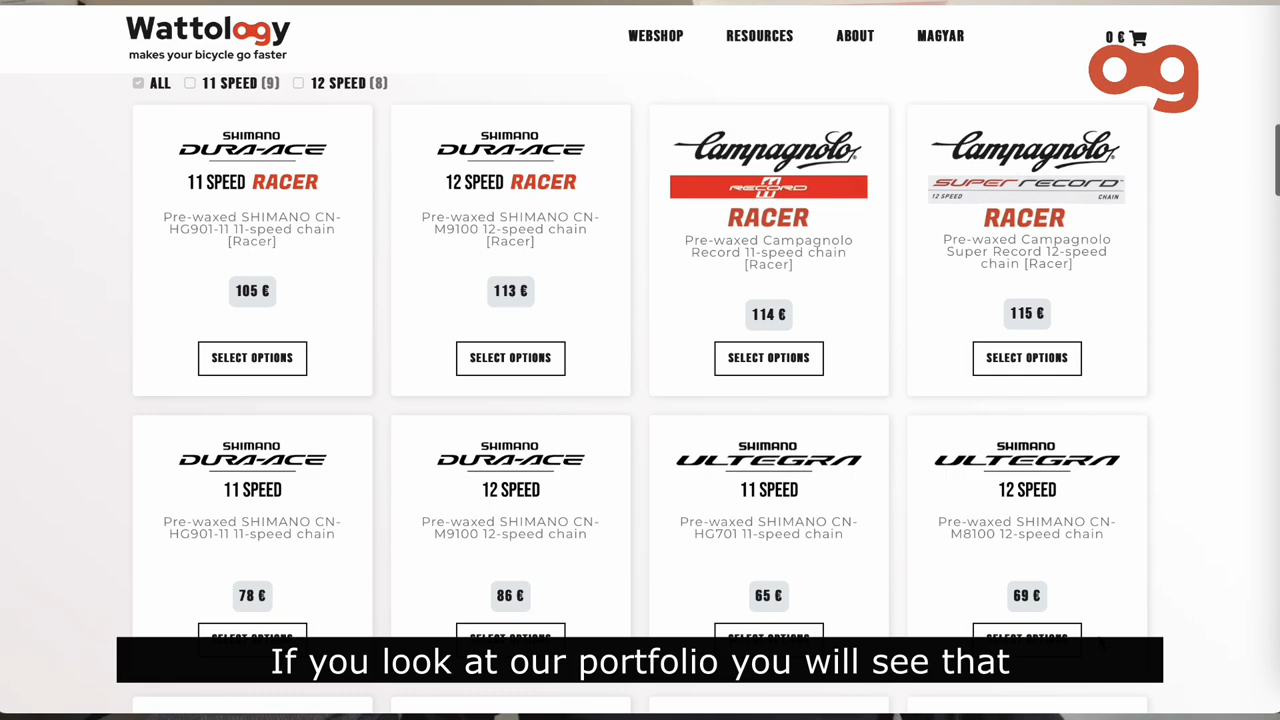 Wattology
makes your bicycle go faster
WEBSHOP
RESOURCES
ABOUT
MAGYAR
0 €
ALL
11 SPEED (9)
12 SPEED (8)
SHIMANO
DURA-ACE
11 SPEED RACER
Pre-waxed SHIMANO CN-
HG901-11 11-speed chain
[Racer]
105 €
SELECT OPTIONS
SHIMANO
DURA-ACE
12 SPEED RACER
Pre-waxed SHIMANO CN-
M9100 12-speed chain
[Racer]
113 €
SELECT OPTIONS
Campagnolo
RECORD
RACER
Pre-waxed Campagnolo
Record 11-speed chain
[Racer]
114 €
SELECT OPTIONS
Campagnolo
SUPER RECORD
12 SPEED CHAIN
RACER
Pre-waxed Campagnolo
Super Record 12-speed
chain [Racer]
115 €
SELECT OPTIONS
SHIMANO
DURA-ACE
11 SPEED
Pre-waxed SHIMANO CN-
HG901-11 11-speed chain
78 €
SELECT OPTIONS
SHIMANO
DURA-ACE
12 SPEED
Pre-waxed SHIMANO CN-
M9100 12-speed chain
86 €
SELECT OPTIONS
SHIMANO
ULTEGRA
11 SPEED
Pre-waxed SHIMANO CN-
HG701 11-speed chain
65 €
SELECT OPTIONS
SHIMANO
ULTEGRA
12 SPEED
Pre-waxed SHIMANO CN-
M8100 12-speed chain
69 €
SELECT OPTIONS
If you look at our portfolio you will see that